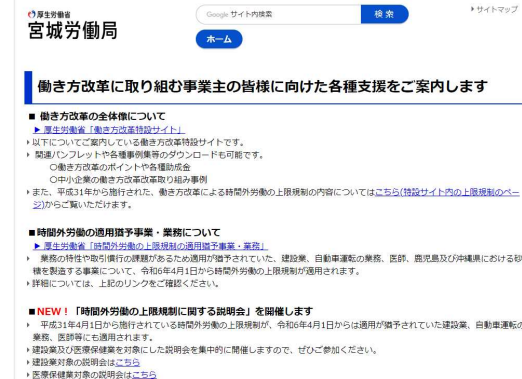 厚生労働省
宮城労働局
Google サイト内検索
検索
サイトマップ
ホーム
働き方改革に取り組む事業主の皆様に向けた各種支援をご案内します
■ 働き方改革の全体像について
▶ 厚生労働省「働き方改革特設サイト」
以下についてご案内している働き方改革特設サイトです。
関連パンフレットや各種事例集等のダウンロードも可能です。
○働き方改革のポイントや各種助成金
○中小企業の働き方改革改革取り組み事例
また、平成31年から施行された、働き方改革による時間外労働の上限規制の内容についてはこちら(特設サイト内の上限規制のペー
ジ)からご覧いただけます。
■時間外労働の適用猶予事業・業務について
▶ 厚生労働省「時間外労働の上限規制の適用猶予事業・業務」
業務の特性や取引慣行の課題があるため適用が猶予されていた、建設業、自動車運転の業務、医師、鹿児島及び沖縄県における砂
糖を製造する事業について、令和6年4月1日から時間外労働の上限規制が適用されます。
詳細については、上記のリンクをご確認ください。
■NEW！「時間外労働の上限規制に関する説明会」を開催します
平成31年4月1日から施行されている時間外労働の上限規制が、令和6年4月1日からは適用が猶予されていた建設業、自動車運転の
業務、医師等にも適用されます。
建設業及び医療保健業を対象にした説明会を集中的に開催しますので、ぜひご参加ください。
建設業対象の説明会はこちら
医療保健業対象の説明会はこちら